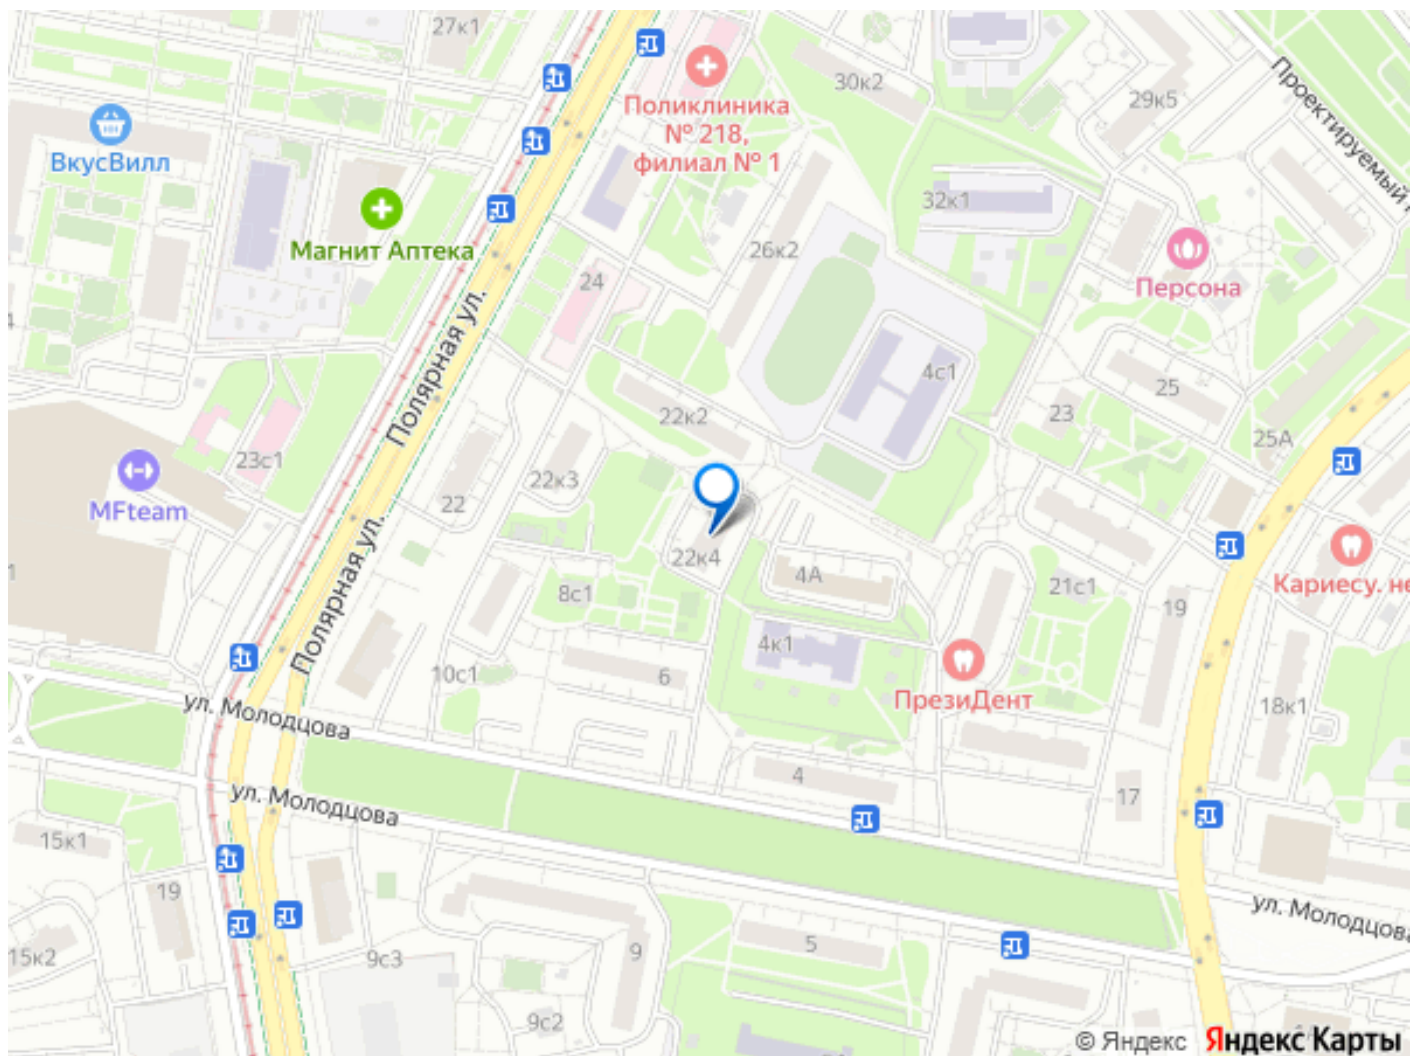 27к1
30к2
Поликлиника
№ 218,
филиал № 1
29к5
Проектируемый
ВкусВилл
32к1
Магнит Аптека
26к2
24
Персона
Полярная ул.
4с1
25
22к2
23
25А
23с1
22к3
MFteam
22
Полярная ул.
22к4
4А
8с1
21с1
19
Кариесу. не
4к1
10с1
6
ПрезиДент
18к1
ул. Молодцова
4
17
ул. Молодцова
15к1
19
ул. Молодцова
5
9
15к2
9с3
9с2
© Яндекс Яндекс Карты